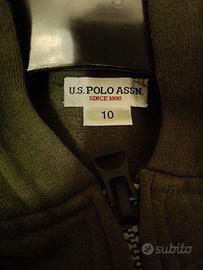 U.S. POLO ASSN.
SINCE 1890
10
subito